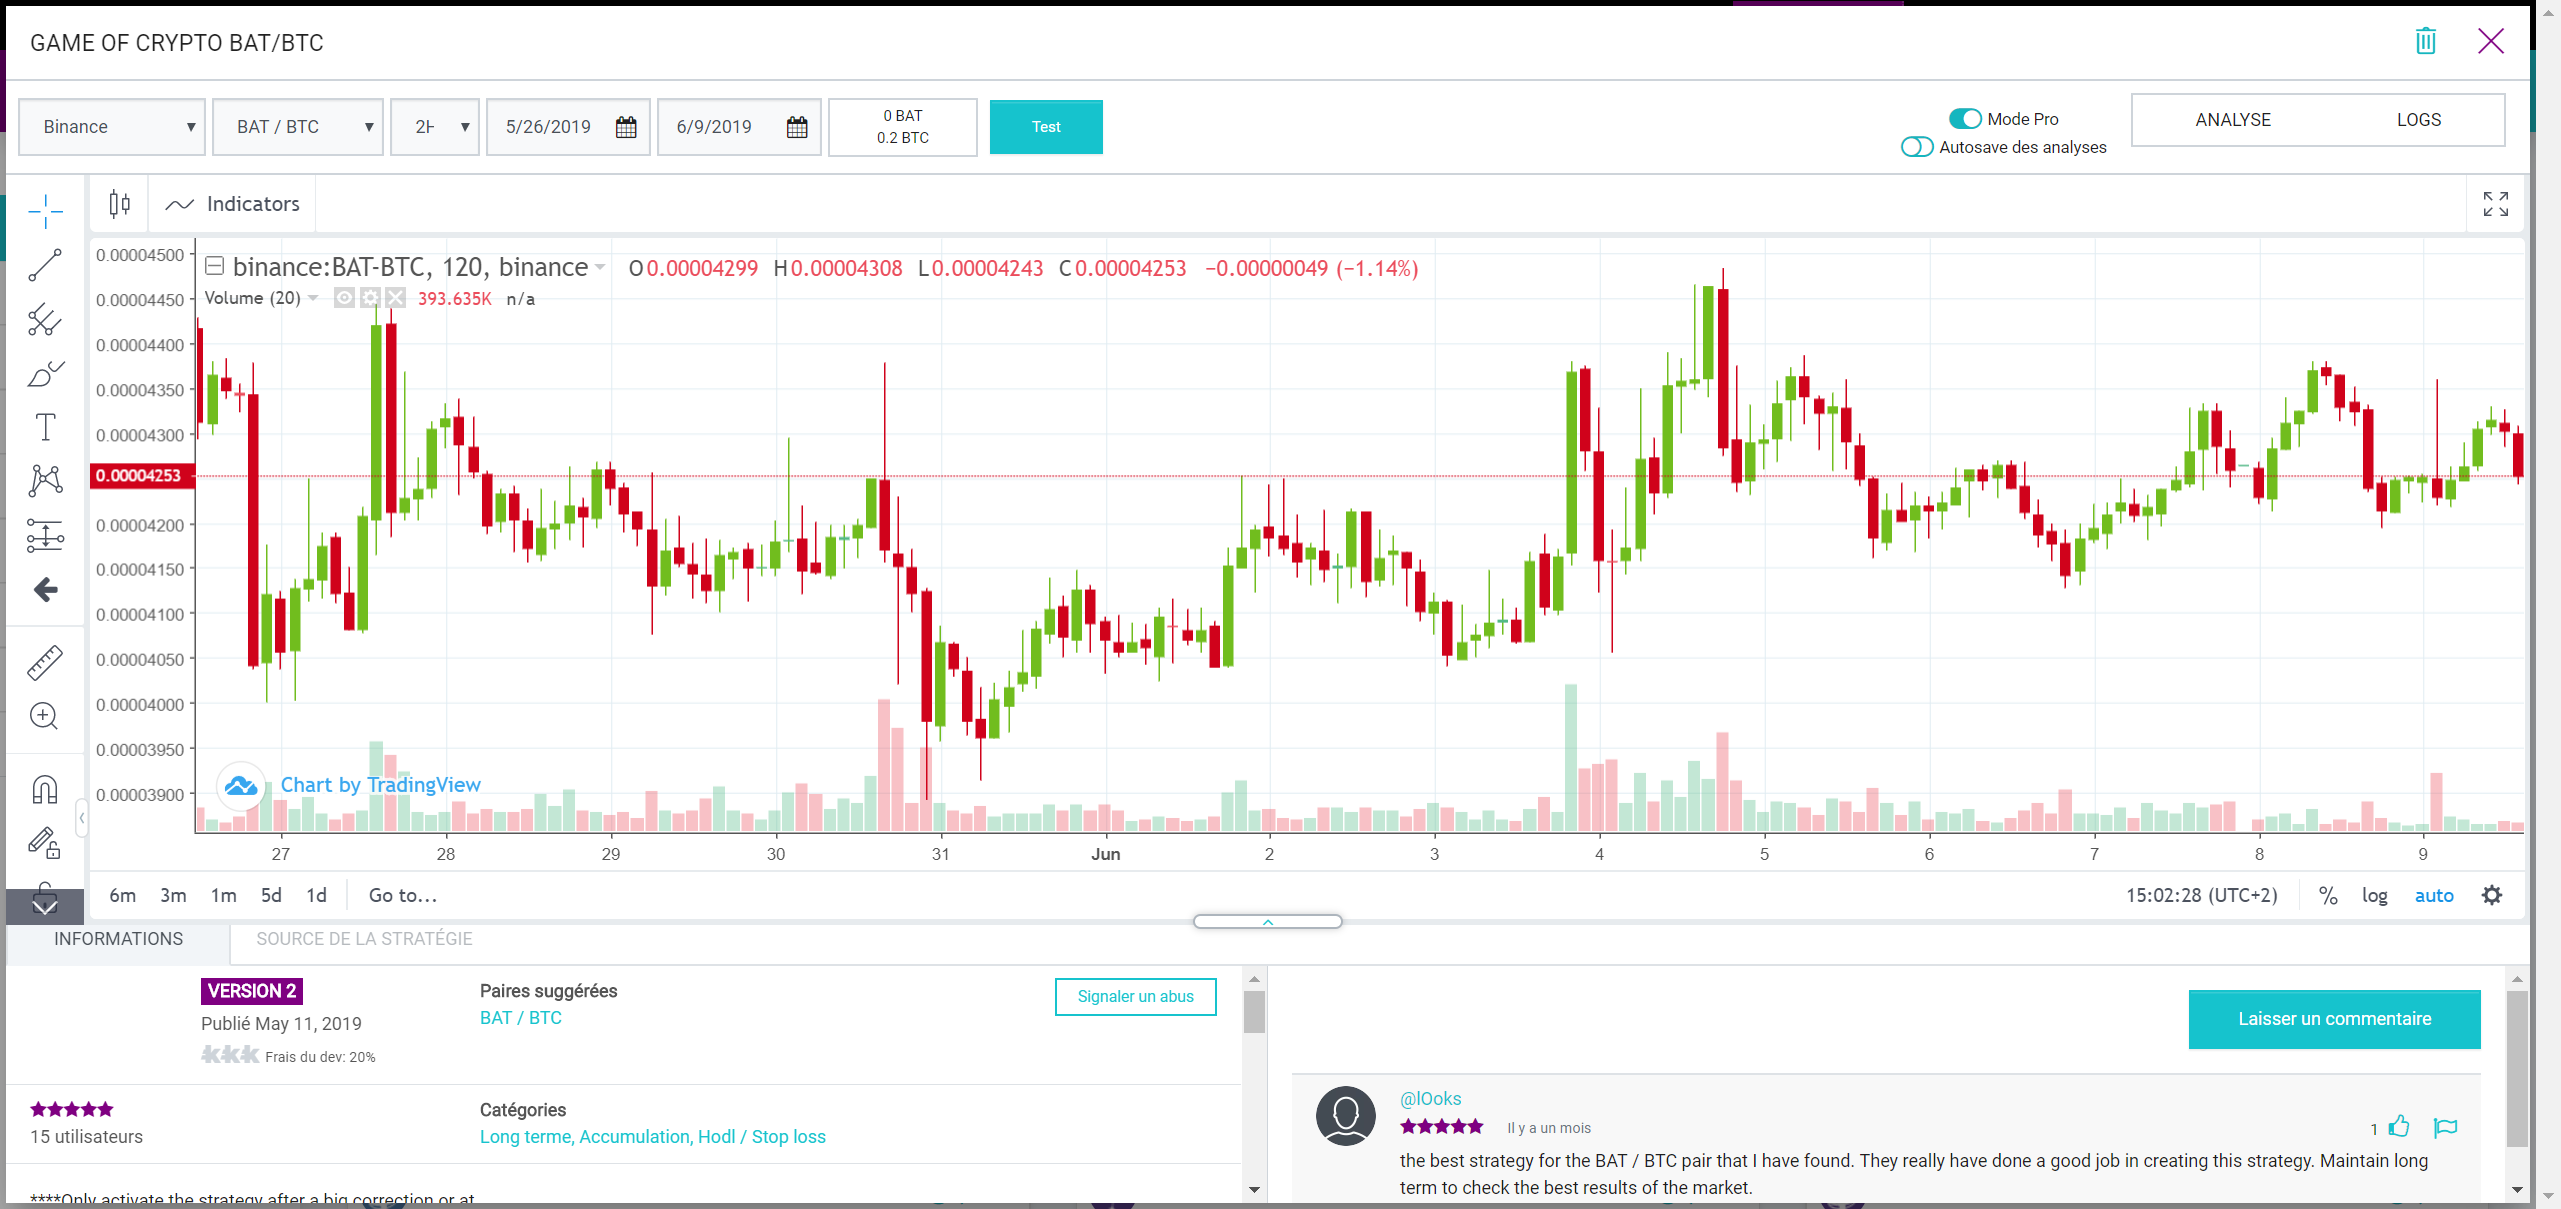 GAME OF CRYPTO BAT/BTC
Binance
BAT / BTC
2H
5/26/2019
6/9/2019
0 BAT
0.2 BTC
Test
Mode Pro
Autosave des analyses
ANALYSE
LOGS
Indicators
binance:BAT-BTC, 120, binance
O0.00004299 H0.00004308 L0.00004243 C0.00004253 −0.00000049 (−1.14%)
Volume (20) 393.635K n/a
0.00004500
0.00004450
0.00004400
0.00004350
0.00004300
0.00004253
0.00004200
0.00004150
0.00004100
0.00004050
0.00004000
0.00003950
0.00003900
Chart by TradingView
27 28 29 30 31 Jun 2 3 4 5 6 7 8 9
6m 3m 1m 5d 1d Go to...
15:02:28 (UTC+2) % log auto
INFORMATIONS
SOURCE DE LA STRATÉGIE
VERSION 2
Publié May 11, 2019
Frais du dev: 20%
Paires suggérées
BAT / BTC
Signaler un abus
15 utilisateurs
Catégories
Long terme, Accumulation, Hodl / Stop loss
****Only activate the strategy after a big correction or at
Laisser un commentaire
@lOoks
Il y a un mois
1
the best strategy for the BAT / BTC pair that I have found. They really have done a good job in creating this strategy. Maintain long
term to check the best results of the market.